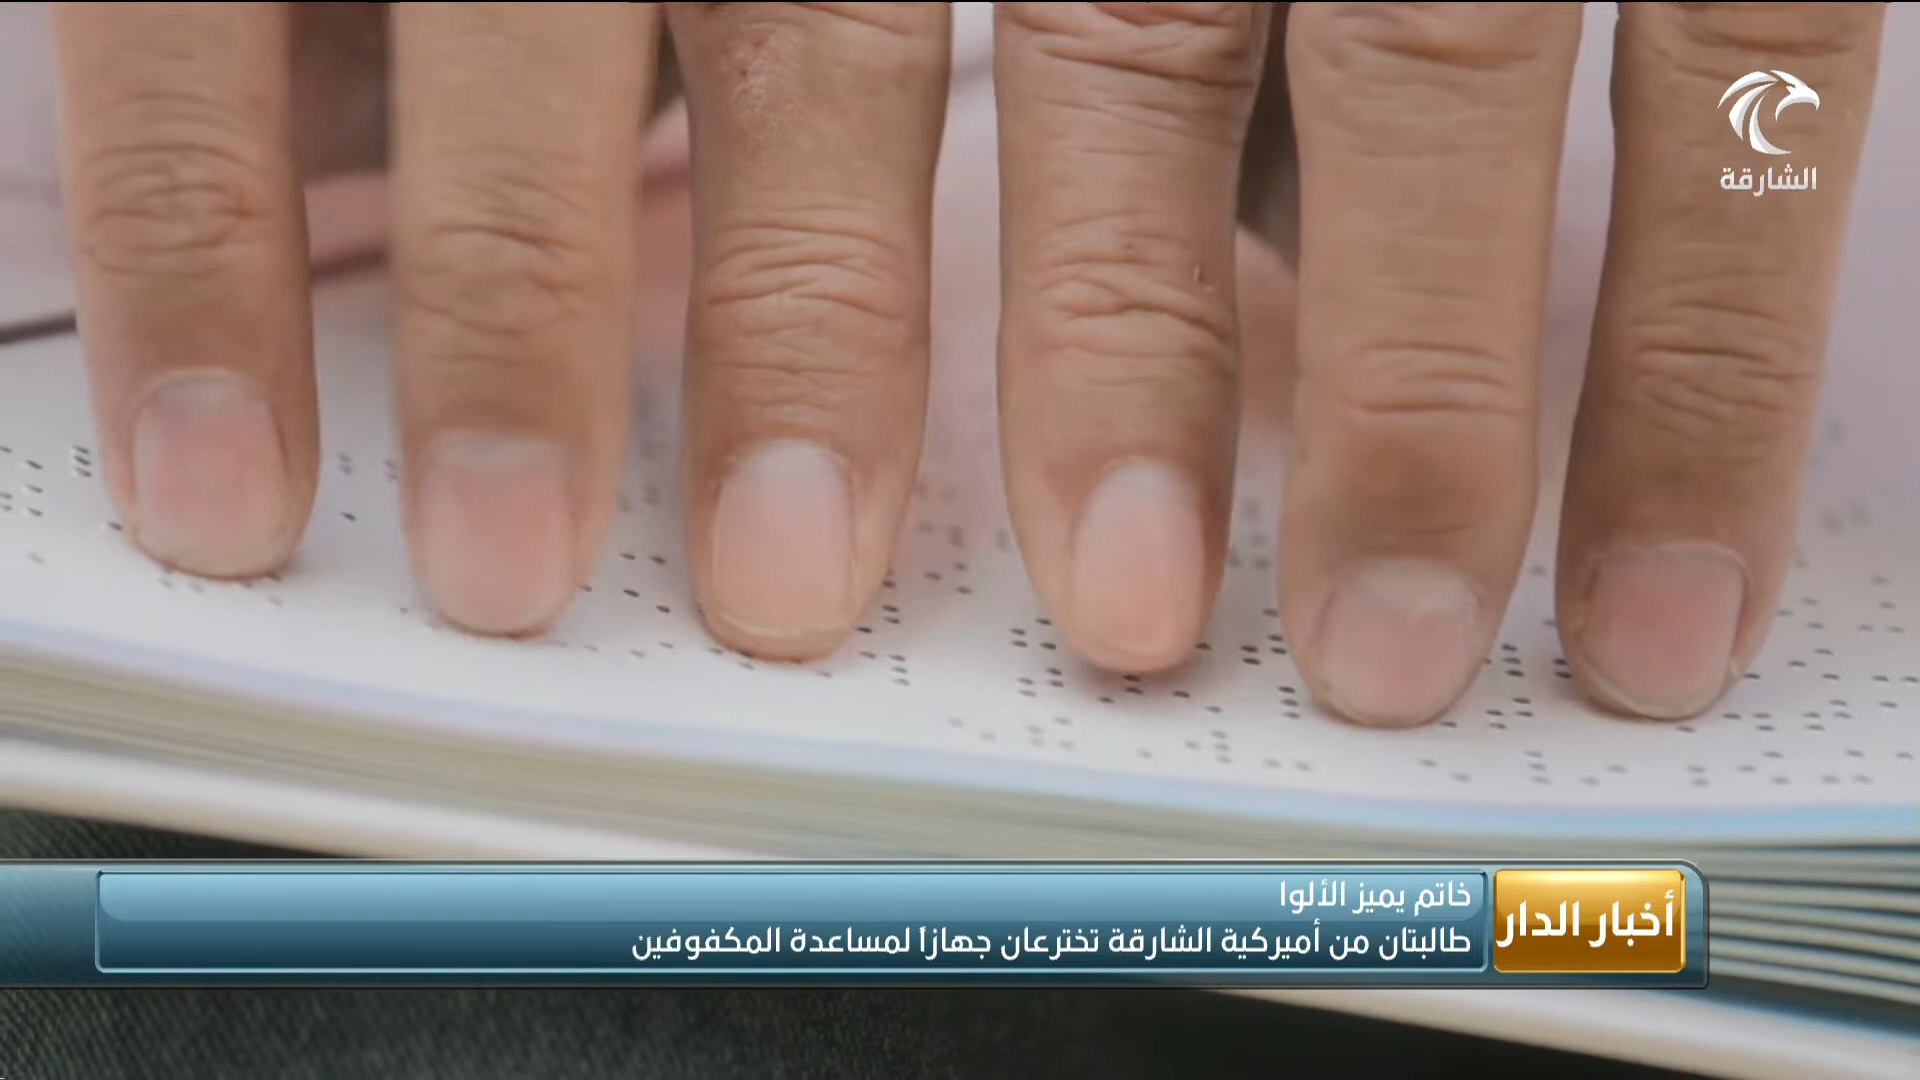 الشارقة
أخبار الدار
خاتم يميز الألوا
طالبتان من أميركية الشارقة تخترعان جهازاً لمساعدة المكفوفين